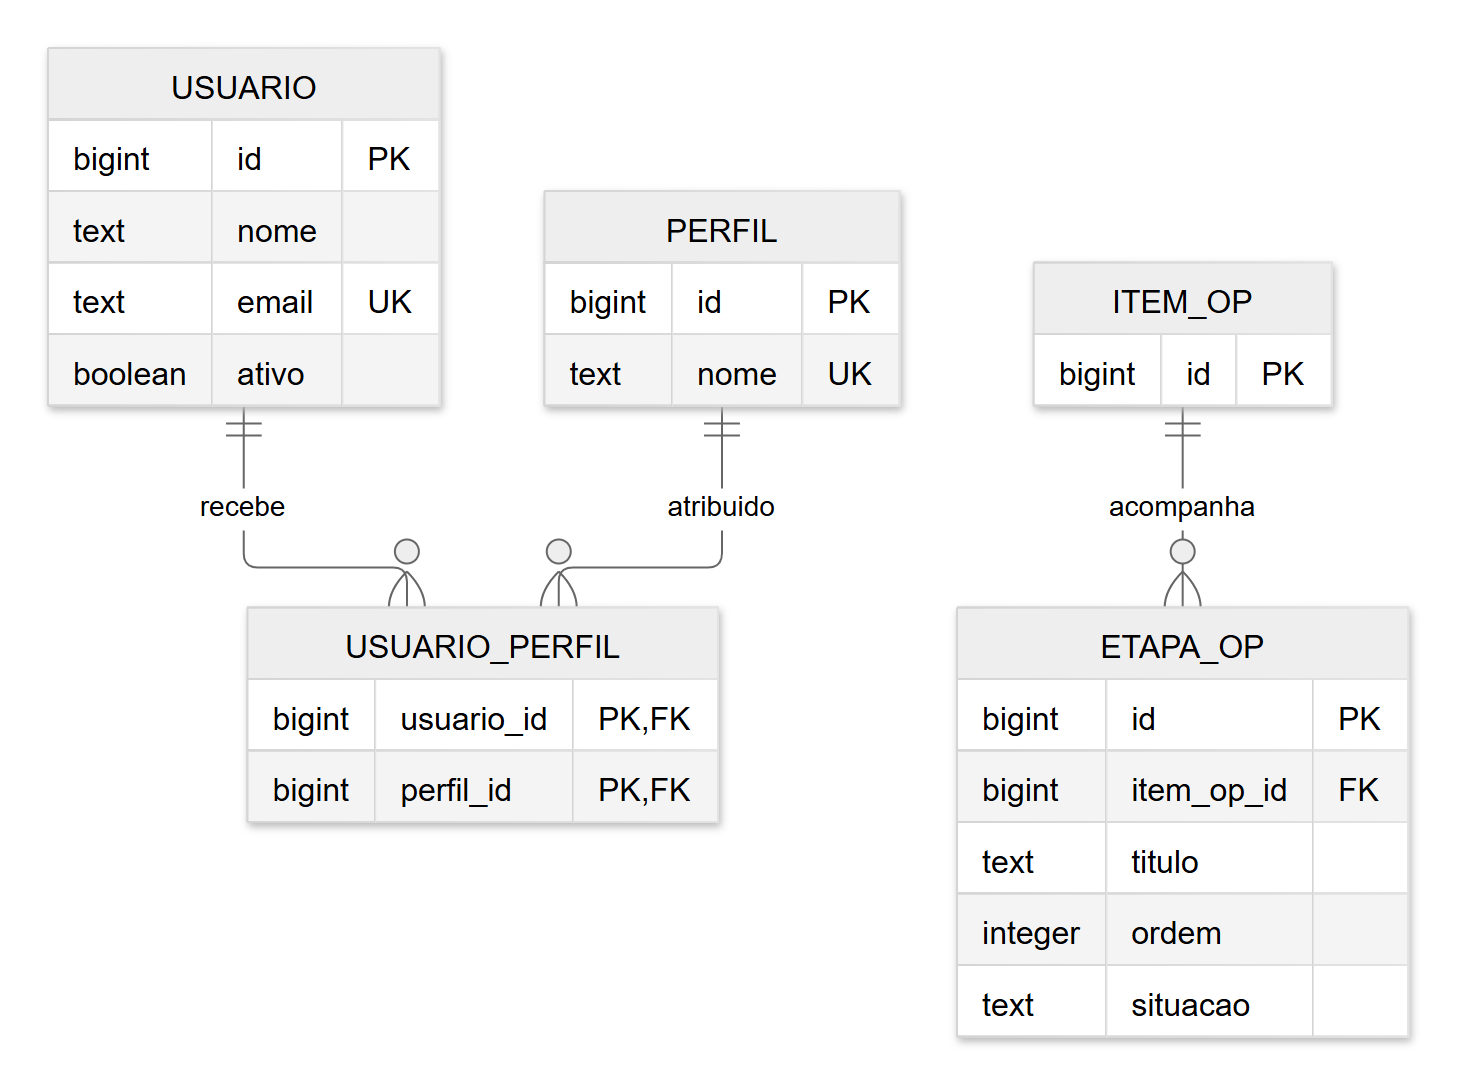 USUARIO
bigint id PK
text nome
text email UK
boolean ativo
PERFIL
bigint id PK
text nome UK
ITEM_OP
bigint id PK
recebe
atribuido
acompanha
USUARIO_PERFIL
bigint usuario_id PK,FK
bigint perfil_id PK,FK
ETAPA_OP
bigint id PK
bigint item_op_id FK
text titulo
integer ordem
text situacao